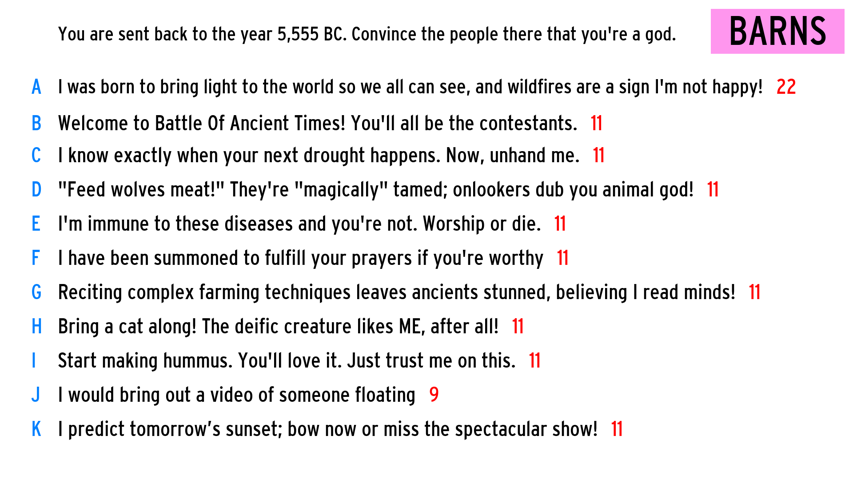 You are sent back to the year 5,555 BC. Convince the people there that you're a god.
BARNS
A I was born to bring light to the world so we all can see, and wildfires are a sign I'm not happy! 22
B Welcome to Battle Of Ancient Times! You'll all be the contestants. 11
C I know exactly when your next drought happens. Now, unhand me. 11
D "Feed wolves meat!" They're "magically" tamed; onlookers dub you animal god! 11
E I'm immune to these diseases and you're not. Worship or die. 11
F I have been summoned to fulfill your prayers if you're worthy 11
G Reciting complex farming techniques leaves ancients stunned, believing I read minds! 11
H Bring a cat along! The deific creature likes ME, after all! 11
I Start making hummus. You'll love it. Just trust me on this. 11
J I would bring out a video of someone floating 9
K I predict tomorrow’s sunset; bow now or miss the spectacular show! 11